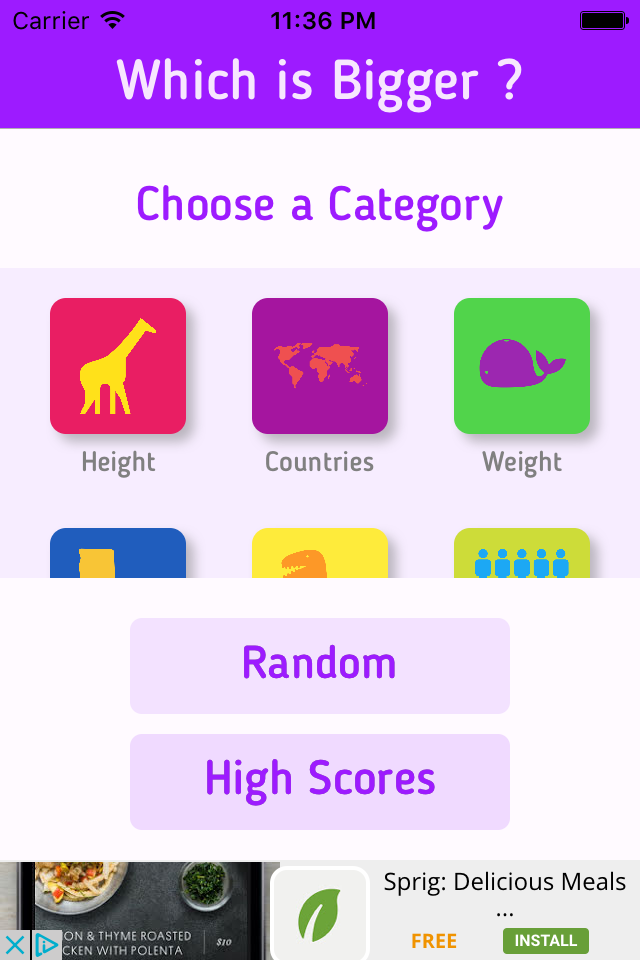 Carrier 11:36 PM
Which is Bigger ?
Choose a Category
Height Countries Weight
Random
High Scores
ON & THYME ROASTED
CKEN WITH POLENTA
$10
Sprig: Delicious Meals
...
FREE INSTALL